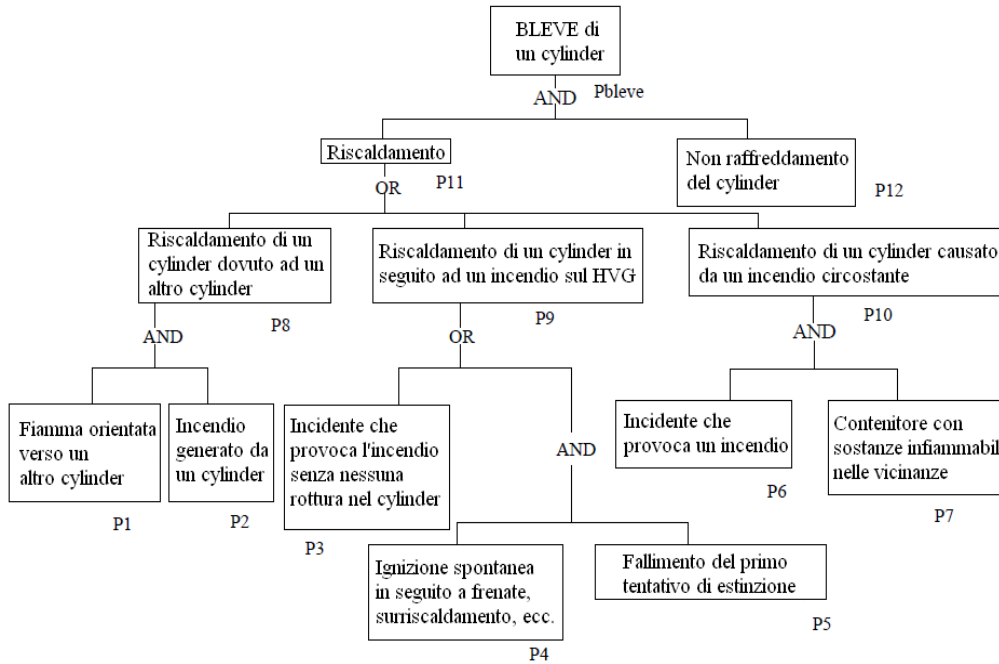 BLEVE di
un cylinder
AND
Pbleve
Riscaldamento
P11
Non raffreddamento
del cylinder
P12
OR
Riscaldamento di un
cylinder dovuto ad un
altro cylinder
P8
Riscaldamento di un cylinder in
seguito ad un incendio sul HVG
P9
Riscaldamento di un cylinder causato
da un incendio circostante
P10
AND
OR
AND
Fiamma orientata
verso un
altro cylinder
P1
Incendio
generato da
un cylinder
P2
Incidente che
provoca l'incendio
senza nessuna
rottura nel cylinder
P3
AND
Incidente che
provoca un incendio
P6
Contenitore con
sostanze infiammabil
nelle vicinanze
P7
Ignizione spontanea
in seguito a frenate,
surriscaldamento, ecc.
P4
Fallimento del primo
tentativo di estinzione
P5